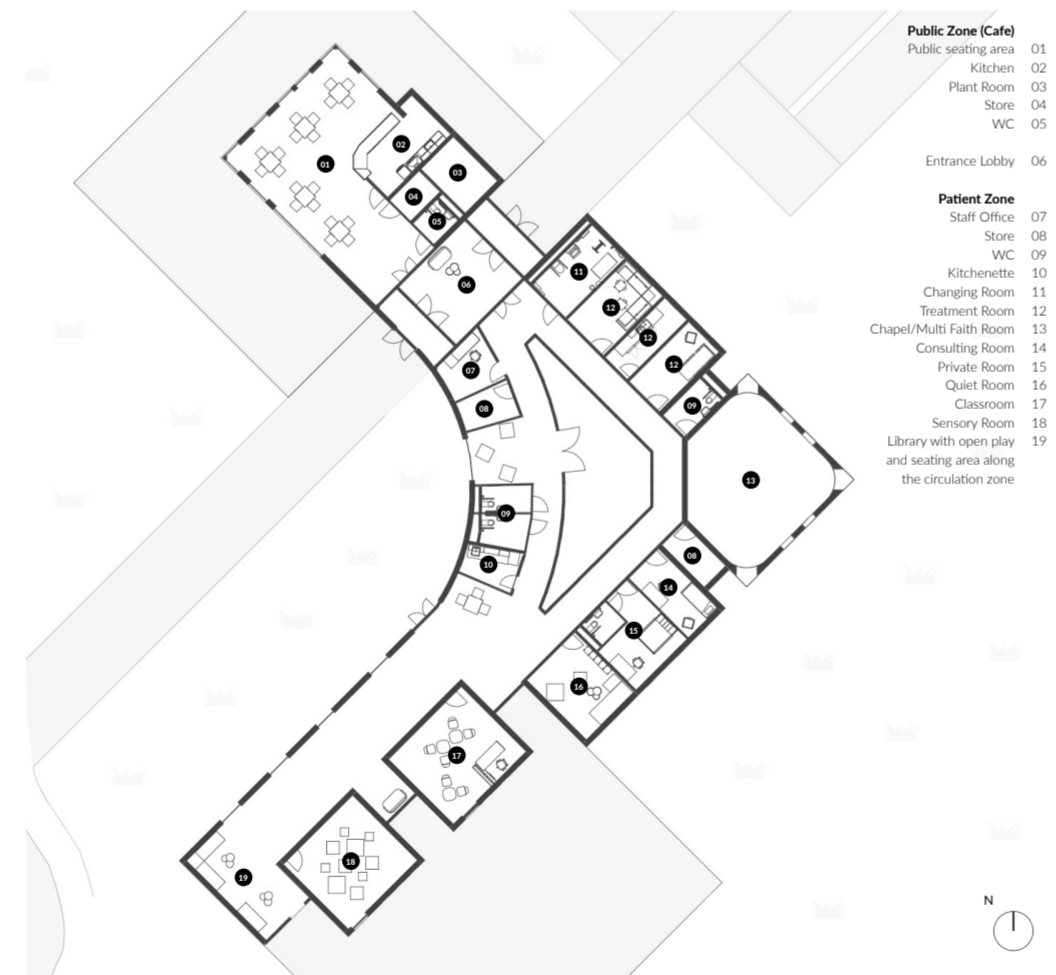 Public Zone (Cafe)
Public seating area 01
Kitchen 02
Plant Room 03
Store 04
WC 05
Entrance Lobby 06
Patient Zone
Staff Office 07
Store 08
WC 09
Kitchenette 10
Changing Room 11
Treatment Room 12
Chapel/Multi Faith Room 13
Consulting Room 14
Private Room 15
Quiet Room 16
Classroom 17
Sensory Room 18
Library with open play 19
and seating area along
the circulation zone
01
02
03
04
05
06
11
12
12
12
09
07
08
13
09
10
08
14
15
16
17
18
19
N